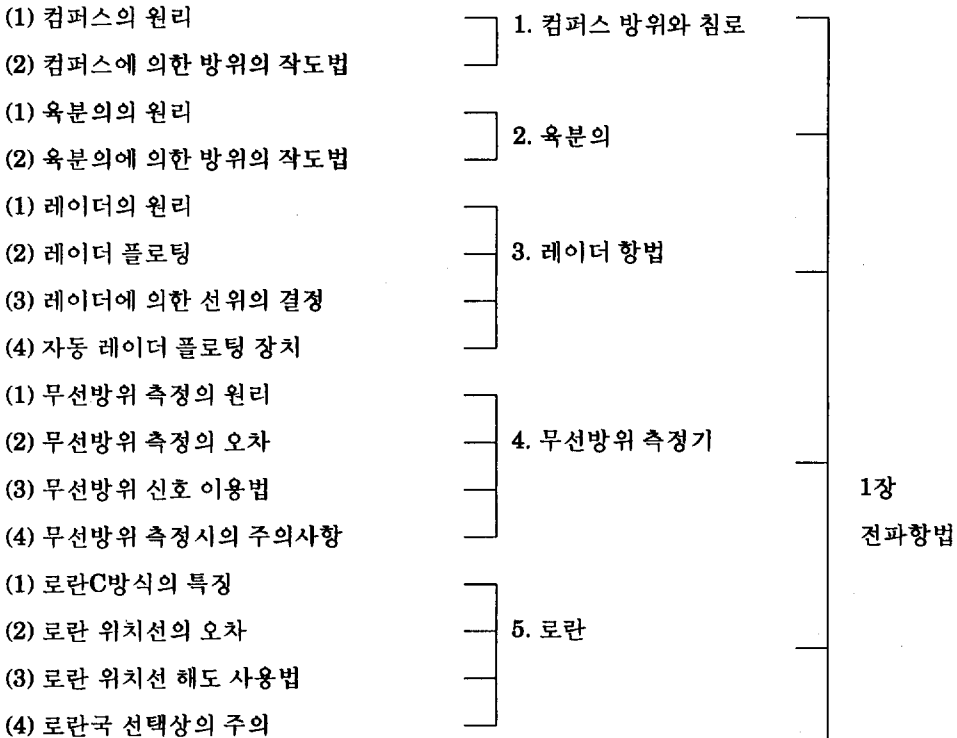 (1) 컴퍼스의 원리
(2) 컴퍼스에 의한 방위의 작도법
1. 컴퍼스 방위와 침로
(1) 육분의의 원리
(2) 육분의에 의한 방위의 작도법
2. 육분의
(1) 레이더의 원리
(2) 레이더 플로팅
(3) 레이더에 의한 선위의 결정
(4) 자동 레이더 플로팅 장치
3. 레이더 항법
(1) 무선방위 측정의 원리
(2) 무선방위 측정의 오차
(3) 무선방위 신호 이용법
(4) 무선방위 측정시의 주의사항
4. 무선방위 측정기
(1) 로란C방식의 특징
(2) 로란 위치선의 오차
(3) 로란 위치선 해도 사용법
(4) 로란국 선택상의 주의
5. 로란
1장
전파항법